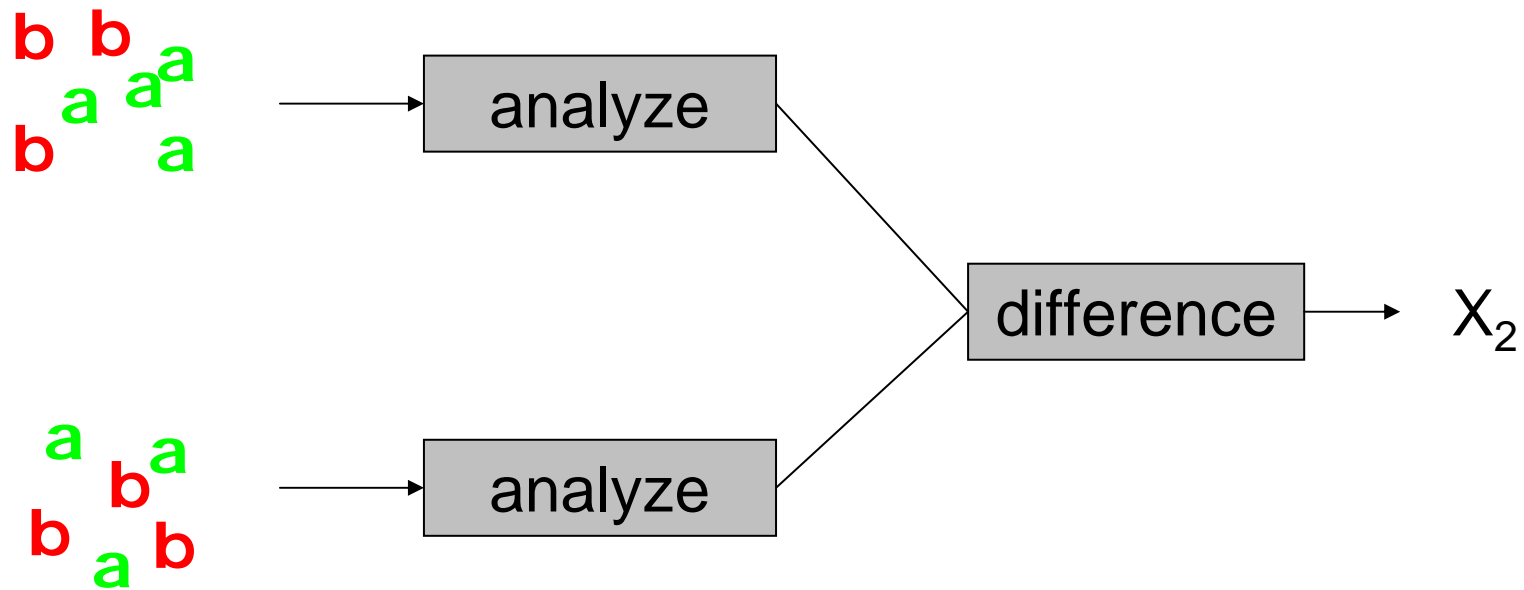 b b a
a a
b a
analyze
difference X₂
a a
b
b b
a
analyze